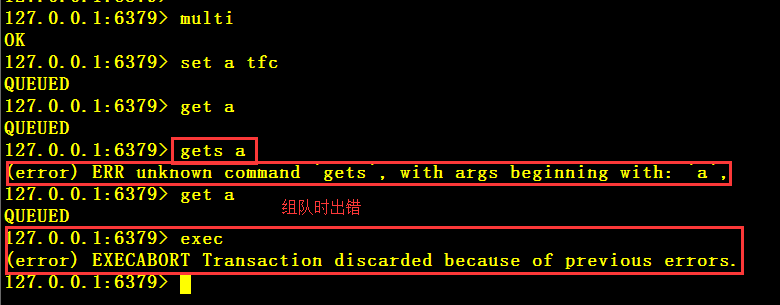 127.0.0.1:6379> multi
OK
127.0.0.1:6379> set a tfc
QUEUED
127.0.0.1:6379> get a
QUEUED
127.0.0.1:6379> gets a
(error) ERR unknown command `gets`, with args beginning with: `a`,
127.0.0.1:6379> get a
QUEUED
组队时出错
127.0.0.1:6379> exec
(error) EXECABORT Transaction discarded because of previous errors.
127.0.0.1:6379>